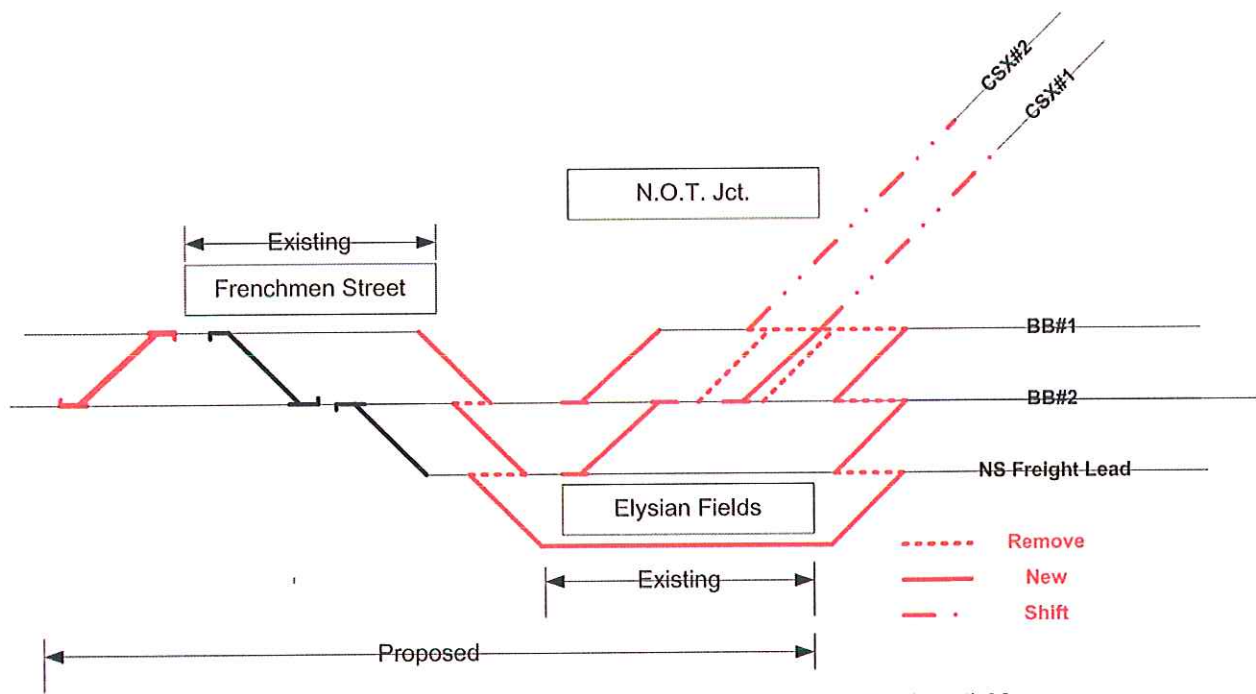 CSX#2
CSX#1
N.O.T. Jct.
Existing
Frenchmen Street
BB#1
BB#2
NS Freight Lead
Elysian Fields
Remove
Existing
New
Shift
Proposed